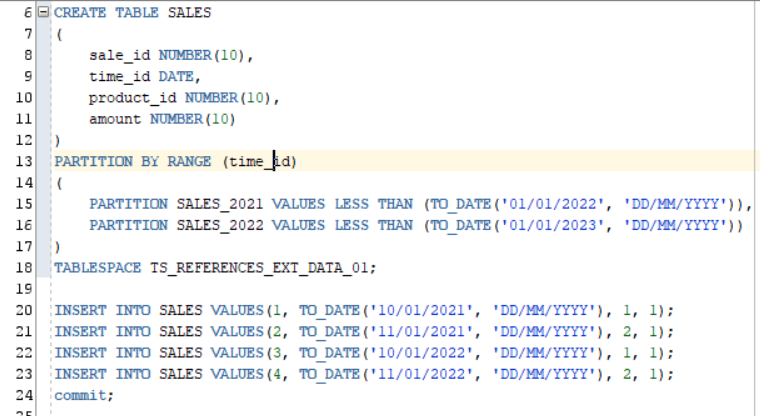 6 CREATE TABLE SALES
7 (
8 sale_id NUMBER(10),
9 time_id DATE,
10 product_id NUMBER(10),
11 amount NUMBER(10)
12 )
13 PARTITION BY RANGE (time_id)
14 (
15 PARTITION SALES_2021 VALUES LESS THAN (TO_DATE('01/01/2022', 'DD/MM/YYYY')),
16 PARTITION SALES_2022 VALUES LESS THAN (TO_DATE('01/01/2023', 'DD/MM/YYYY'))
17 )
18 TABLESPACE TS_REFERENCES_EXT_DATA_01;
19
20 INSERT INTO SALES VALUES(1, TO_DATE('10/01/2021', 'DD/MM/YYYY'), 1, 1);
21 INSERT INTO SALES VALUES(2, TO_DATE('11/01/2021', 'DD/MM/YYYY'), 2, 1);
22 INSERT INTO SALES VALUES(3, TO_DATE('10/01/2022', 'DD/MM/YYYY'), 1, 1);
23 INSERT INTO SALES VALUES(4, TO_DATE('11/01/2022', 'DD/MM/YYYY'), 2, 1);
24 commit;